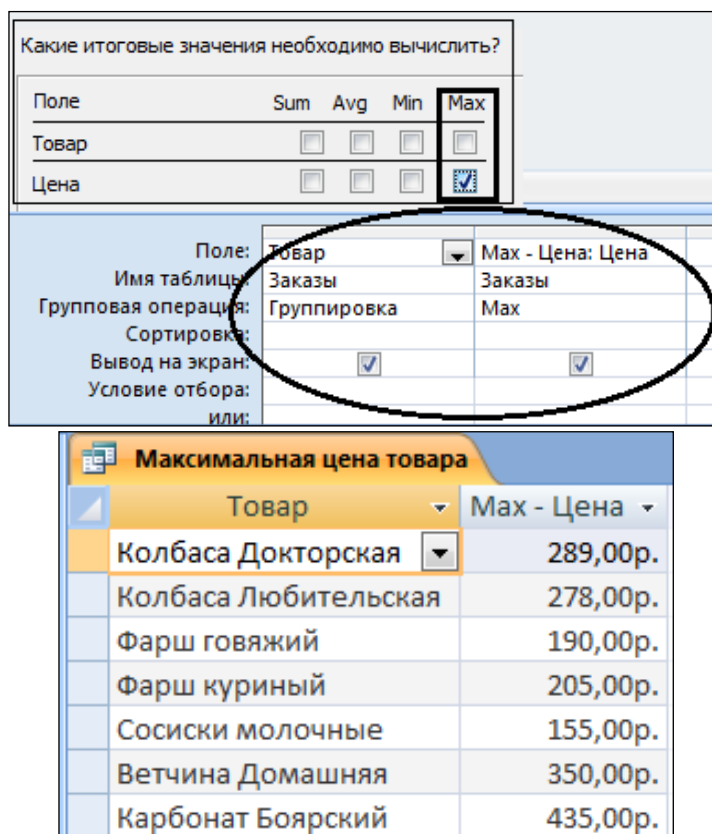 Какие итоговые значения необходимо вычислить?
Поле Sum Avg Min Max
Товар
Цена
Поле: Товар Max - Цена: Цена
Имя таблицы: Заказы Заказы
Групповая операция: Группировка Max
Сортировка:
Вывод на экран:
Условие отбора:
или:
Максимальная цена товара
Товар Max - Цена
Колбаса Докторская 289,00р.
Колбаса Любительская 278,00р.
Фарш говяжий 190,00р.
Фарш куриный 205,00р.
Сосиски молочные 155,00р.
Ветчина Домашняя 350,00р.
Карбонат Боярский 435,00р.